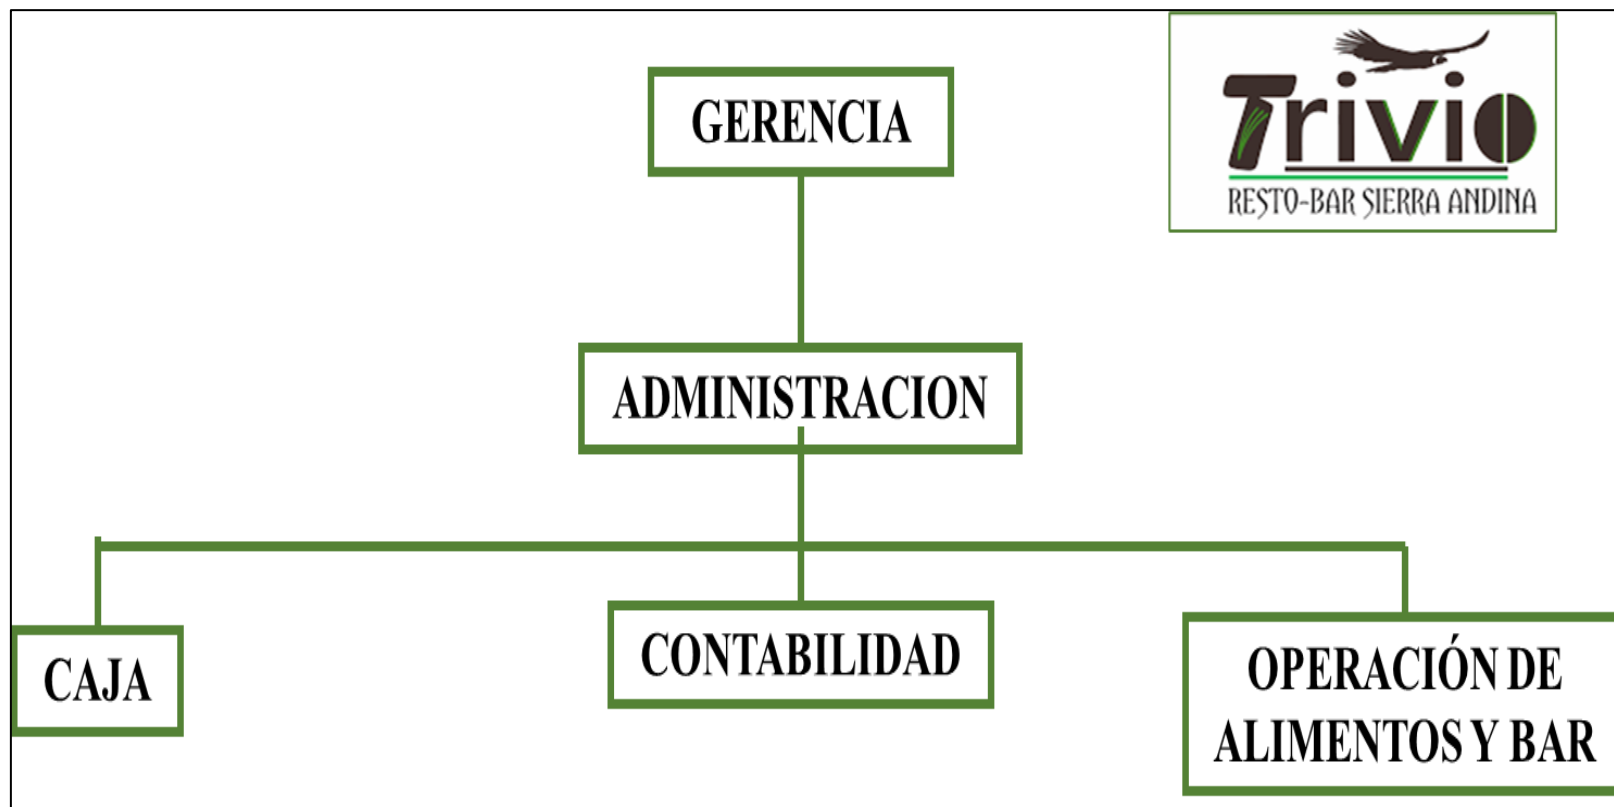 GERENCIA
Trivio
RESTO-BAR SIERRA ANDINA
ADMINISTRACION
CAJA
CONTABILIDAD
OPERACIÓN DE
ALIMENTOS Y BAR